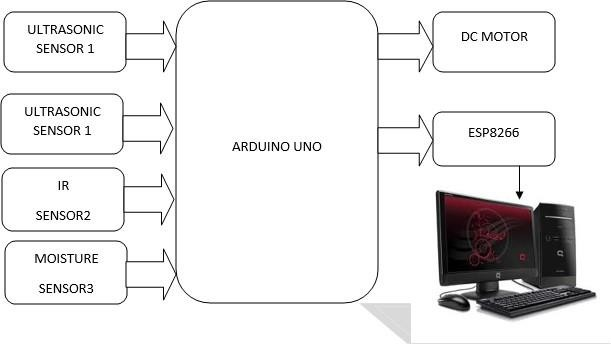 ULTRASONIC
SENSOR 1
ULTRASONIC
SENSOR 1
IR
SENSOR2
MOISTURE
SENSOR3
ARDUINO UNO
DC MOTOR
ESP8266